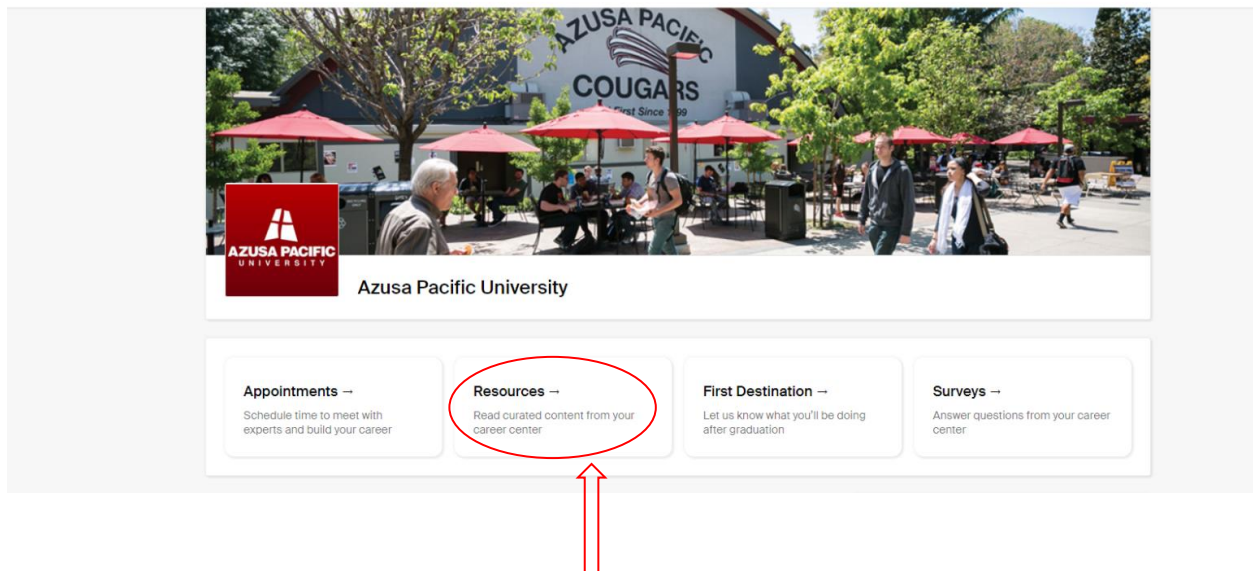 AZUSA PACIFIC
COUGARS
First Since 1899
AZUSA PACIFIC
UNIVERSITY
Azusa Pacific University
Appointments →
Schedule time to meet with
experts and build your career
Resources →
Read curated content from your
career center
First Destination →
Let us know what you'll be doing
after graduation
Surveys →
Answer questions from your career
center